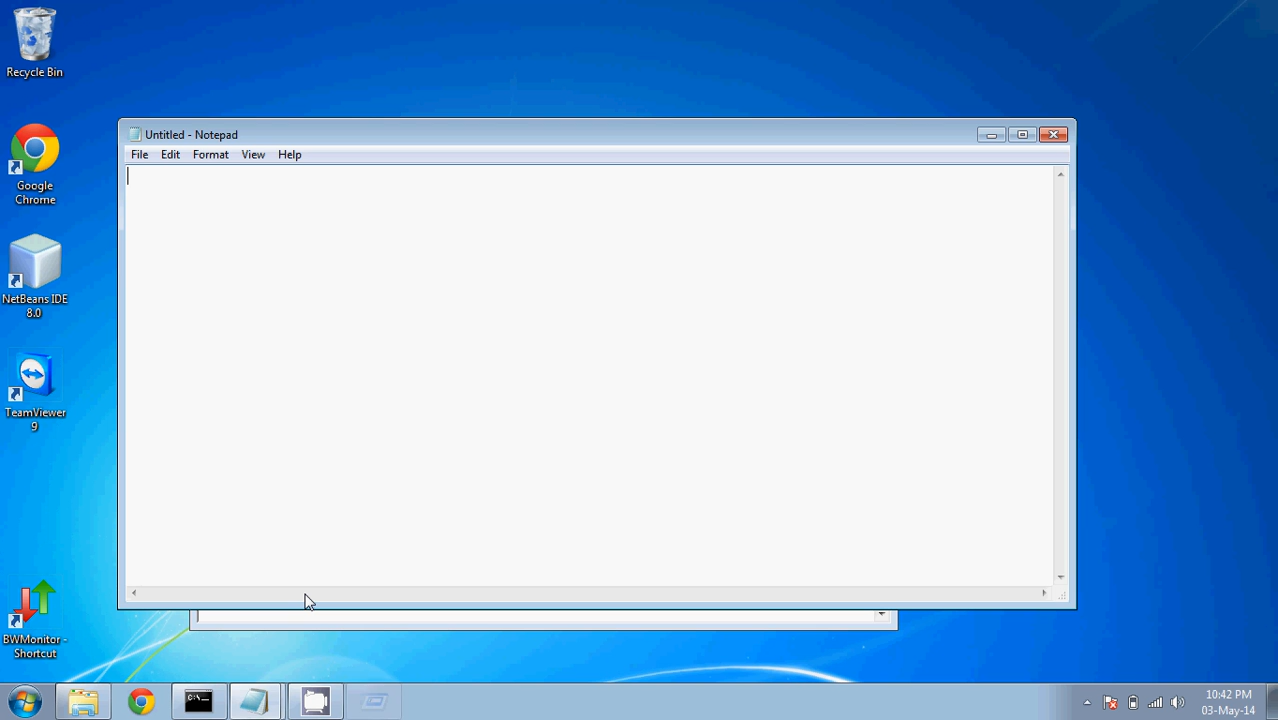 Recycle Bin
Untitled - Notepad
File Edit Format View Help
Google
Chrome
NetBeans IDE
8.0
TeamViewer
9
BWMonitor -
Shortcut
C:\_
10:42 PM
03-May-14